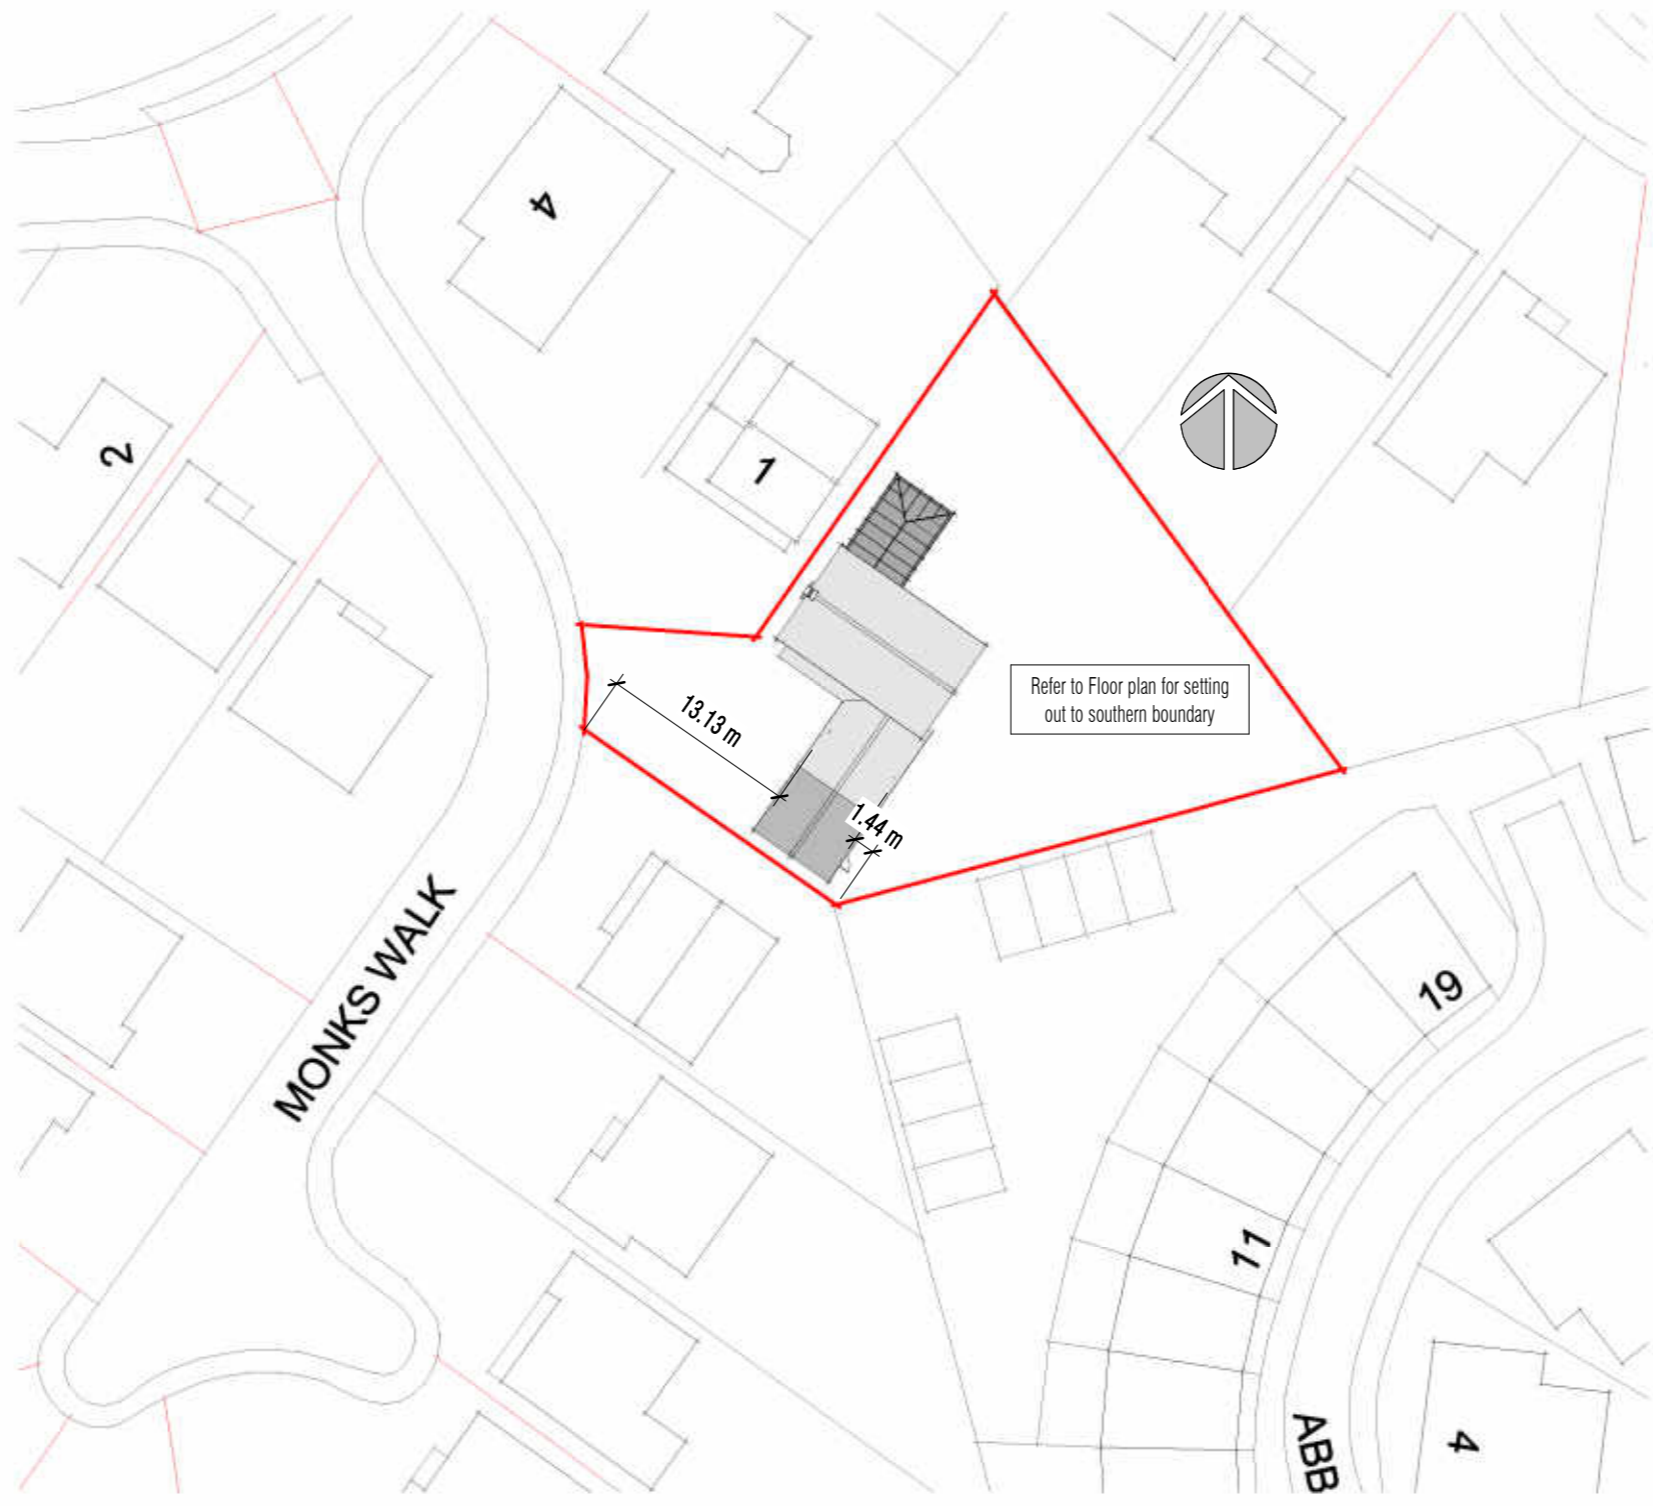 4
2
1
13.13 m
Refer to Floor plan for setting
out to southern boundary
1.44 m
MONKS WALK
19
11
ABB
4